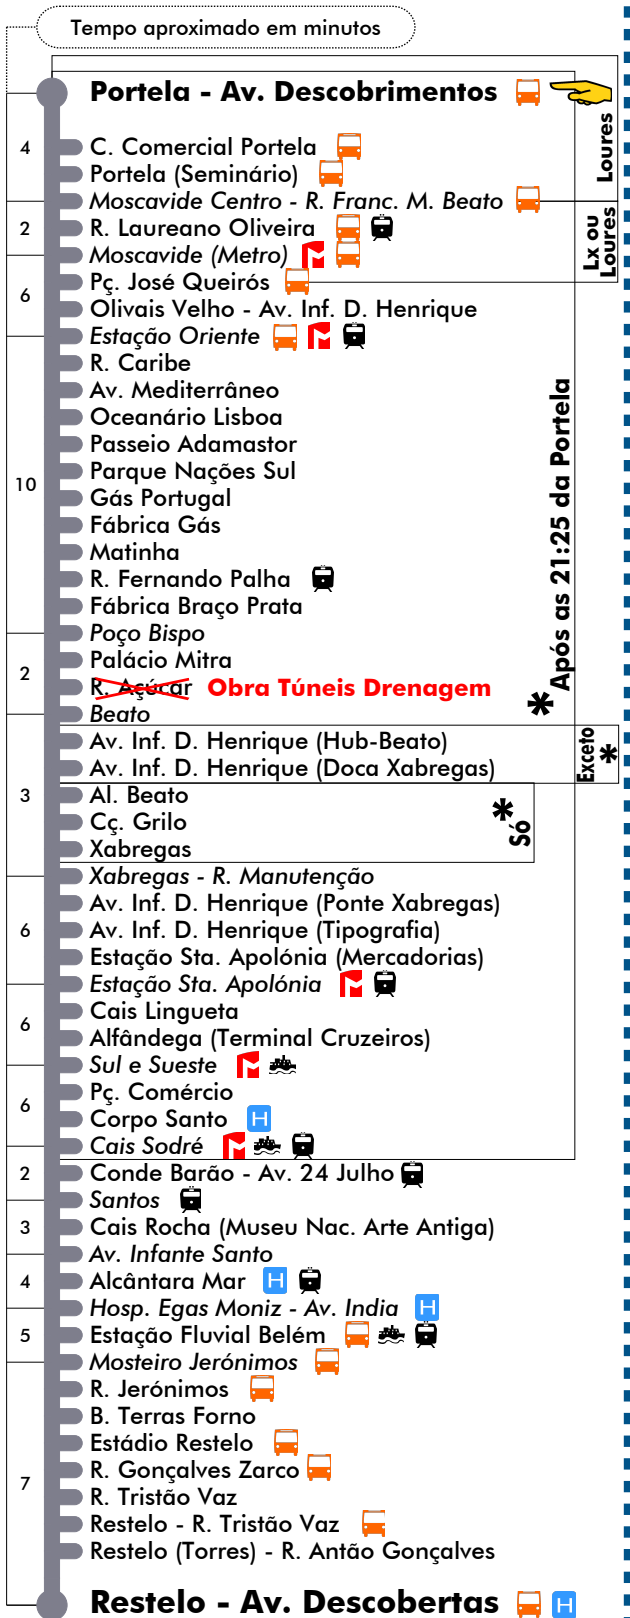 Tempo aproximado em minutos
Portela - Av. Descobrimentos
Loures
4
C. Comercial Portela
Portela (Seminário)
Moscavide Centro - R. Franc. M. Beato
2
R. Laureano Oliveira
Lx ou
Loures
Moscavide (Metro)
6
Pç. José Queirós
Olivais Velho - Av. Inf. D. Henrique
Estação Oriente
10
R. Caribe
Av. Mediterrâneo
Oceanário Lisboa
Passeio Adamastor
Parque Nações Sul
Gás Portugal
Fábrica Gás
Matinha
R. Fernando Palha
Fábrica Braço Prata
* Após as 21:25 da Portela
Poço Bispo
2
Palácio Mitra
R. Açúcar Obra Túneis Drenagem
Beato
3
Av. Inf. D. Henrique (Hub-Beato)
Av. Inf. D. Henrique (Doca Xabregas)
Exceto
*
Al. Beato
Cç. Grilo
Xabregas
*
Só
Xabregas - R. Manutenção
6
Av. Inf. D. Henrique (Ponte Xabregas)
Av. Inf. D. Henrique (Tipografia)
Estação Sta. Apolónia (Mercadorias)
Estação Sta. Apolónia
6
Cais Lingueta
Alfândega (Terminal Cruzeiros)
Sul e Sueste
6
Pç. Comércio
Corpo Santo H
Cais Sodré
2
Conde Barão - Av. 24 Julho
Santos
3
Cais Rocha (Museu Nac. Arte Antiga)
Av. Infante Santo
4
Alcântara Mar H
Hosp. Egas Moniz - Av. India H
5
Estação Fluvial Belém
Mosteiro Jerónimos
7
R. Jerónimos
B. Terras Forno
Estádio Restelo
R. Gonçalves Zarco
R. Tristão Vaz
Restelo - R. Tristão Vaz
Restelo (Torres) - R. Antão Gonçalves
Restelo - Av. Descobertas H